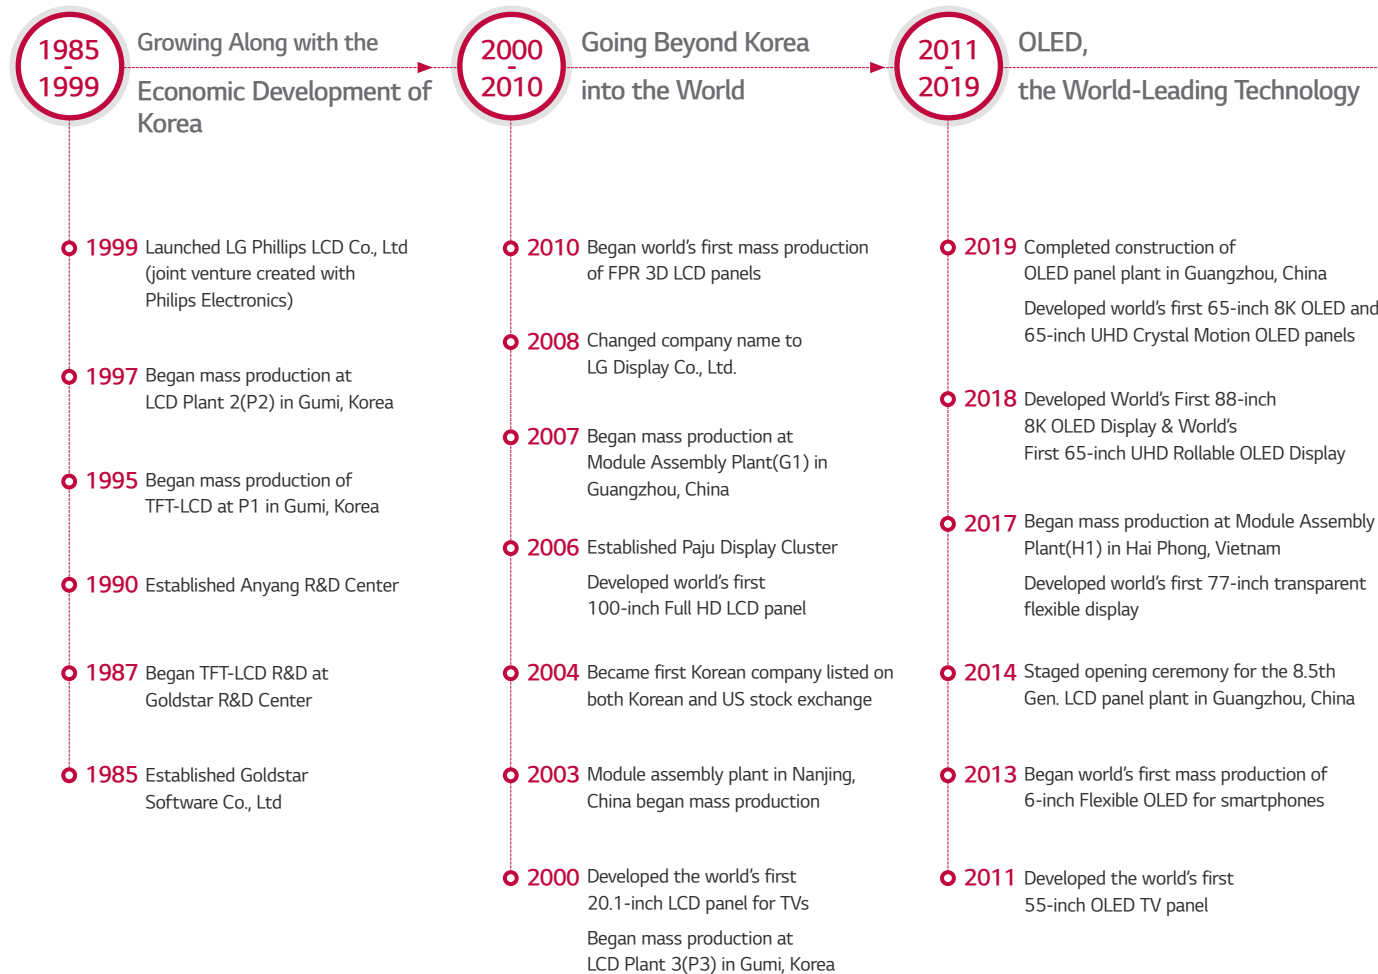 1985
-
1999
Growing Along with the
Economic Development of
Korea
1999 Launched LG Phillips LCD Co., Ltd
(joint venture created with
Philips Electronics)
1997 Began mass production at
LCD Plant 2(P2) in Gumi, Korea
1995 Began mass production of
TFT-LCD at P1 in Gumi, Korea
1990 Established Anyang R&D Center
1987 Began TFT-LCD R&D at
Goldstar R&D Center
1985 Established Goldstar
Software Co., Ltd
2000
-
2010
Going Beyond Korea
into the World
2010 Began world's first mass production
of FPR 3D LCD panels
2008 Changed company name to
LG Display Co., Ltd.
2007 Began mass production at
Module Assembly Plant(G1) in
Guangzhou, China
2006 Established Paju Display Cluster
Developed world's first
100-inch Full HD LCD panel
2004 Became first Korean company listed on
both Korean and US stock exchange
2003 Module assembly plant in Nanjing,
China began mass production
2000 Developed the world's first
20.1-inch LCD panel for TVs
Began mass production at
LCD Plant 3(P3) in Gumi, Korea
2011
-
2019
OLED,
the World-Leading Technology
2019 Completed construction of
OLED panel plant in Guangzhou, China
Developed world's first 65-inch 8K OLED and
65-inch UHD Crystal Motion OLED panels
2018 Developed World's First 88-inch
8K OLED Display & World's
First 65-inch UHD Rollable OLED Display
2017 Began mass production at Module Assembly
Plant(H1) in Hai Phong, Vietnam
Developed world's first 77-inch transparent
flexible display
2014 Staged opening ceremony for the 8.5th
Gen. LCD panel plant in Guangzhou, China
2013 Began world's first mass production of
6-inch Flexible OLED for smartphones
2011 Developed the world's first
55-inch OLED TV panel